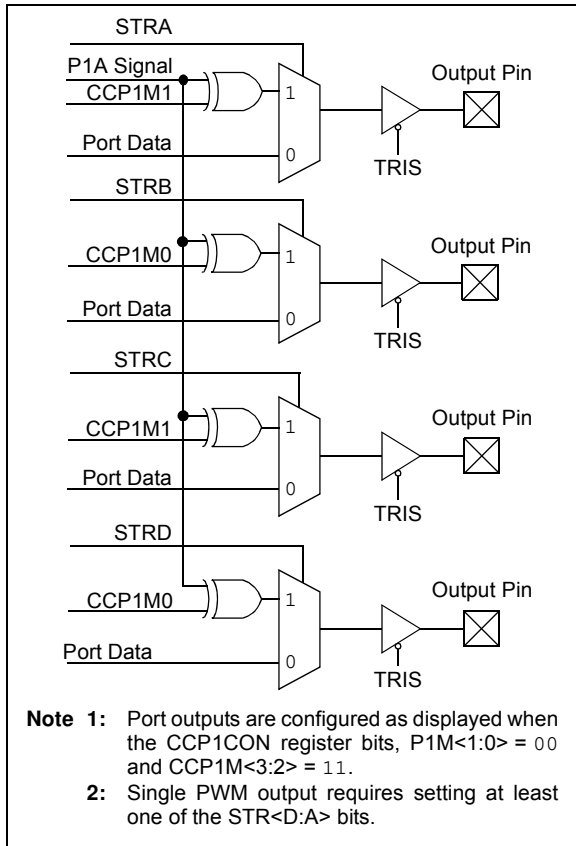 STRA
P1A Signal
Output Pin
CCP1M1
1
Port Data
0
TRIS
STRB
Output Pin
CCP1M0
1
Port Data
0
TRIS
STRC
Output Pin
CCP1M1
1
Port Data
0
TRIS
STRD
Output Pin
CCP1M0
1
Port Data
0
TRIS
Note 1: Port outputs are configured as displayed when
the CCP1CON register bits, P1M<1:0> = 00
and CCP1M<3:2> = 11.
2: Single PWM output requires setting at least
one of the STR<D:A> bits.